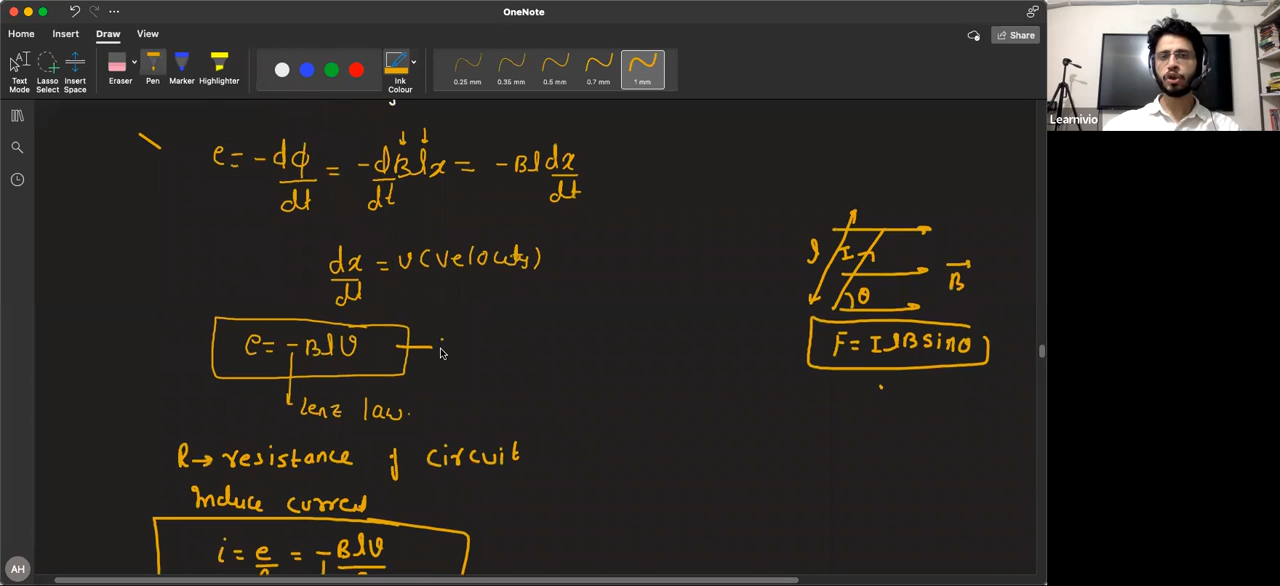 OneNote
Home Insert Draw View
Share
Text Mode
Lasso Select
Insert Space
Eraser
Pen
Marker
Highlighter
Ink Colour
0.25 mm
0.35 mm
0.5 mm
0.7 mm
1 mm
Learnivio
e = -dϕ/dt = -d/dt Blx = -Bl dx/dt
dx/dt = v (velocity)
e = -Blv
lenz law.
R → resistance of circuit
Induce current
i = e/R = -Blv
l
I
θ
B⃗
F = IlB sinθ
AH